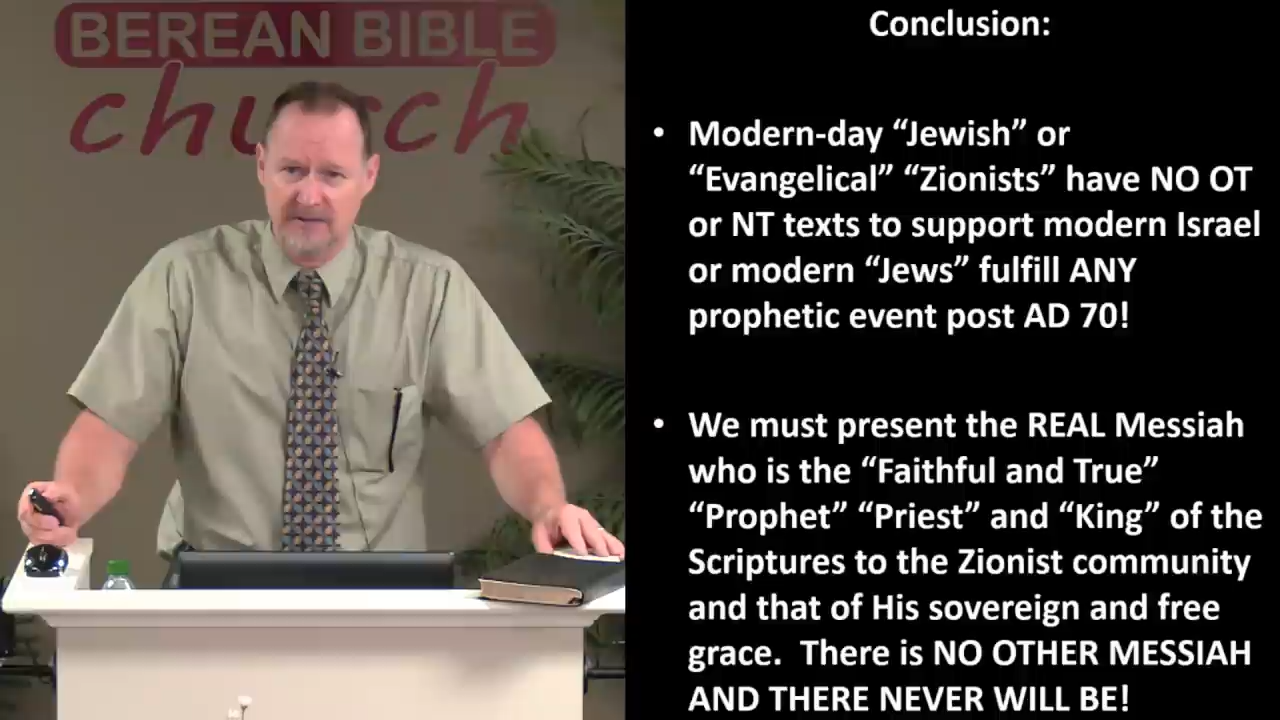 BEREAN BIBLE
church
Conclusion:
• Modern-day “Jewish” or
“Evangelical” “Zionists” have NO OT
or NT texts to support modern Israel
or modern “Jews” fulfill ANY
prophetic event post AD 70!
• We must present the REAL Messiah
who is the “Faithful and True”
“Prophet” “Priest” and “King” of the
Scriptures to the Zionist community
and that of His sovereign and free
grace.  There is NO OTHER MESSIAH
AND THERE NEVER WILL BE!